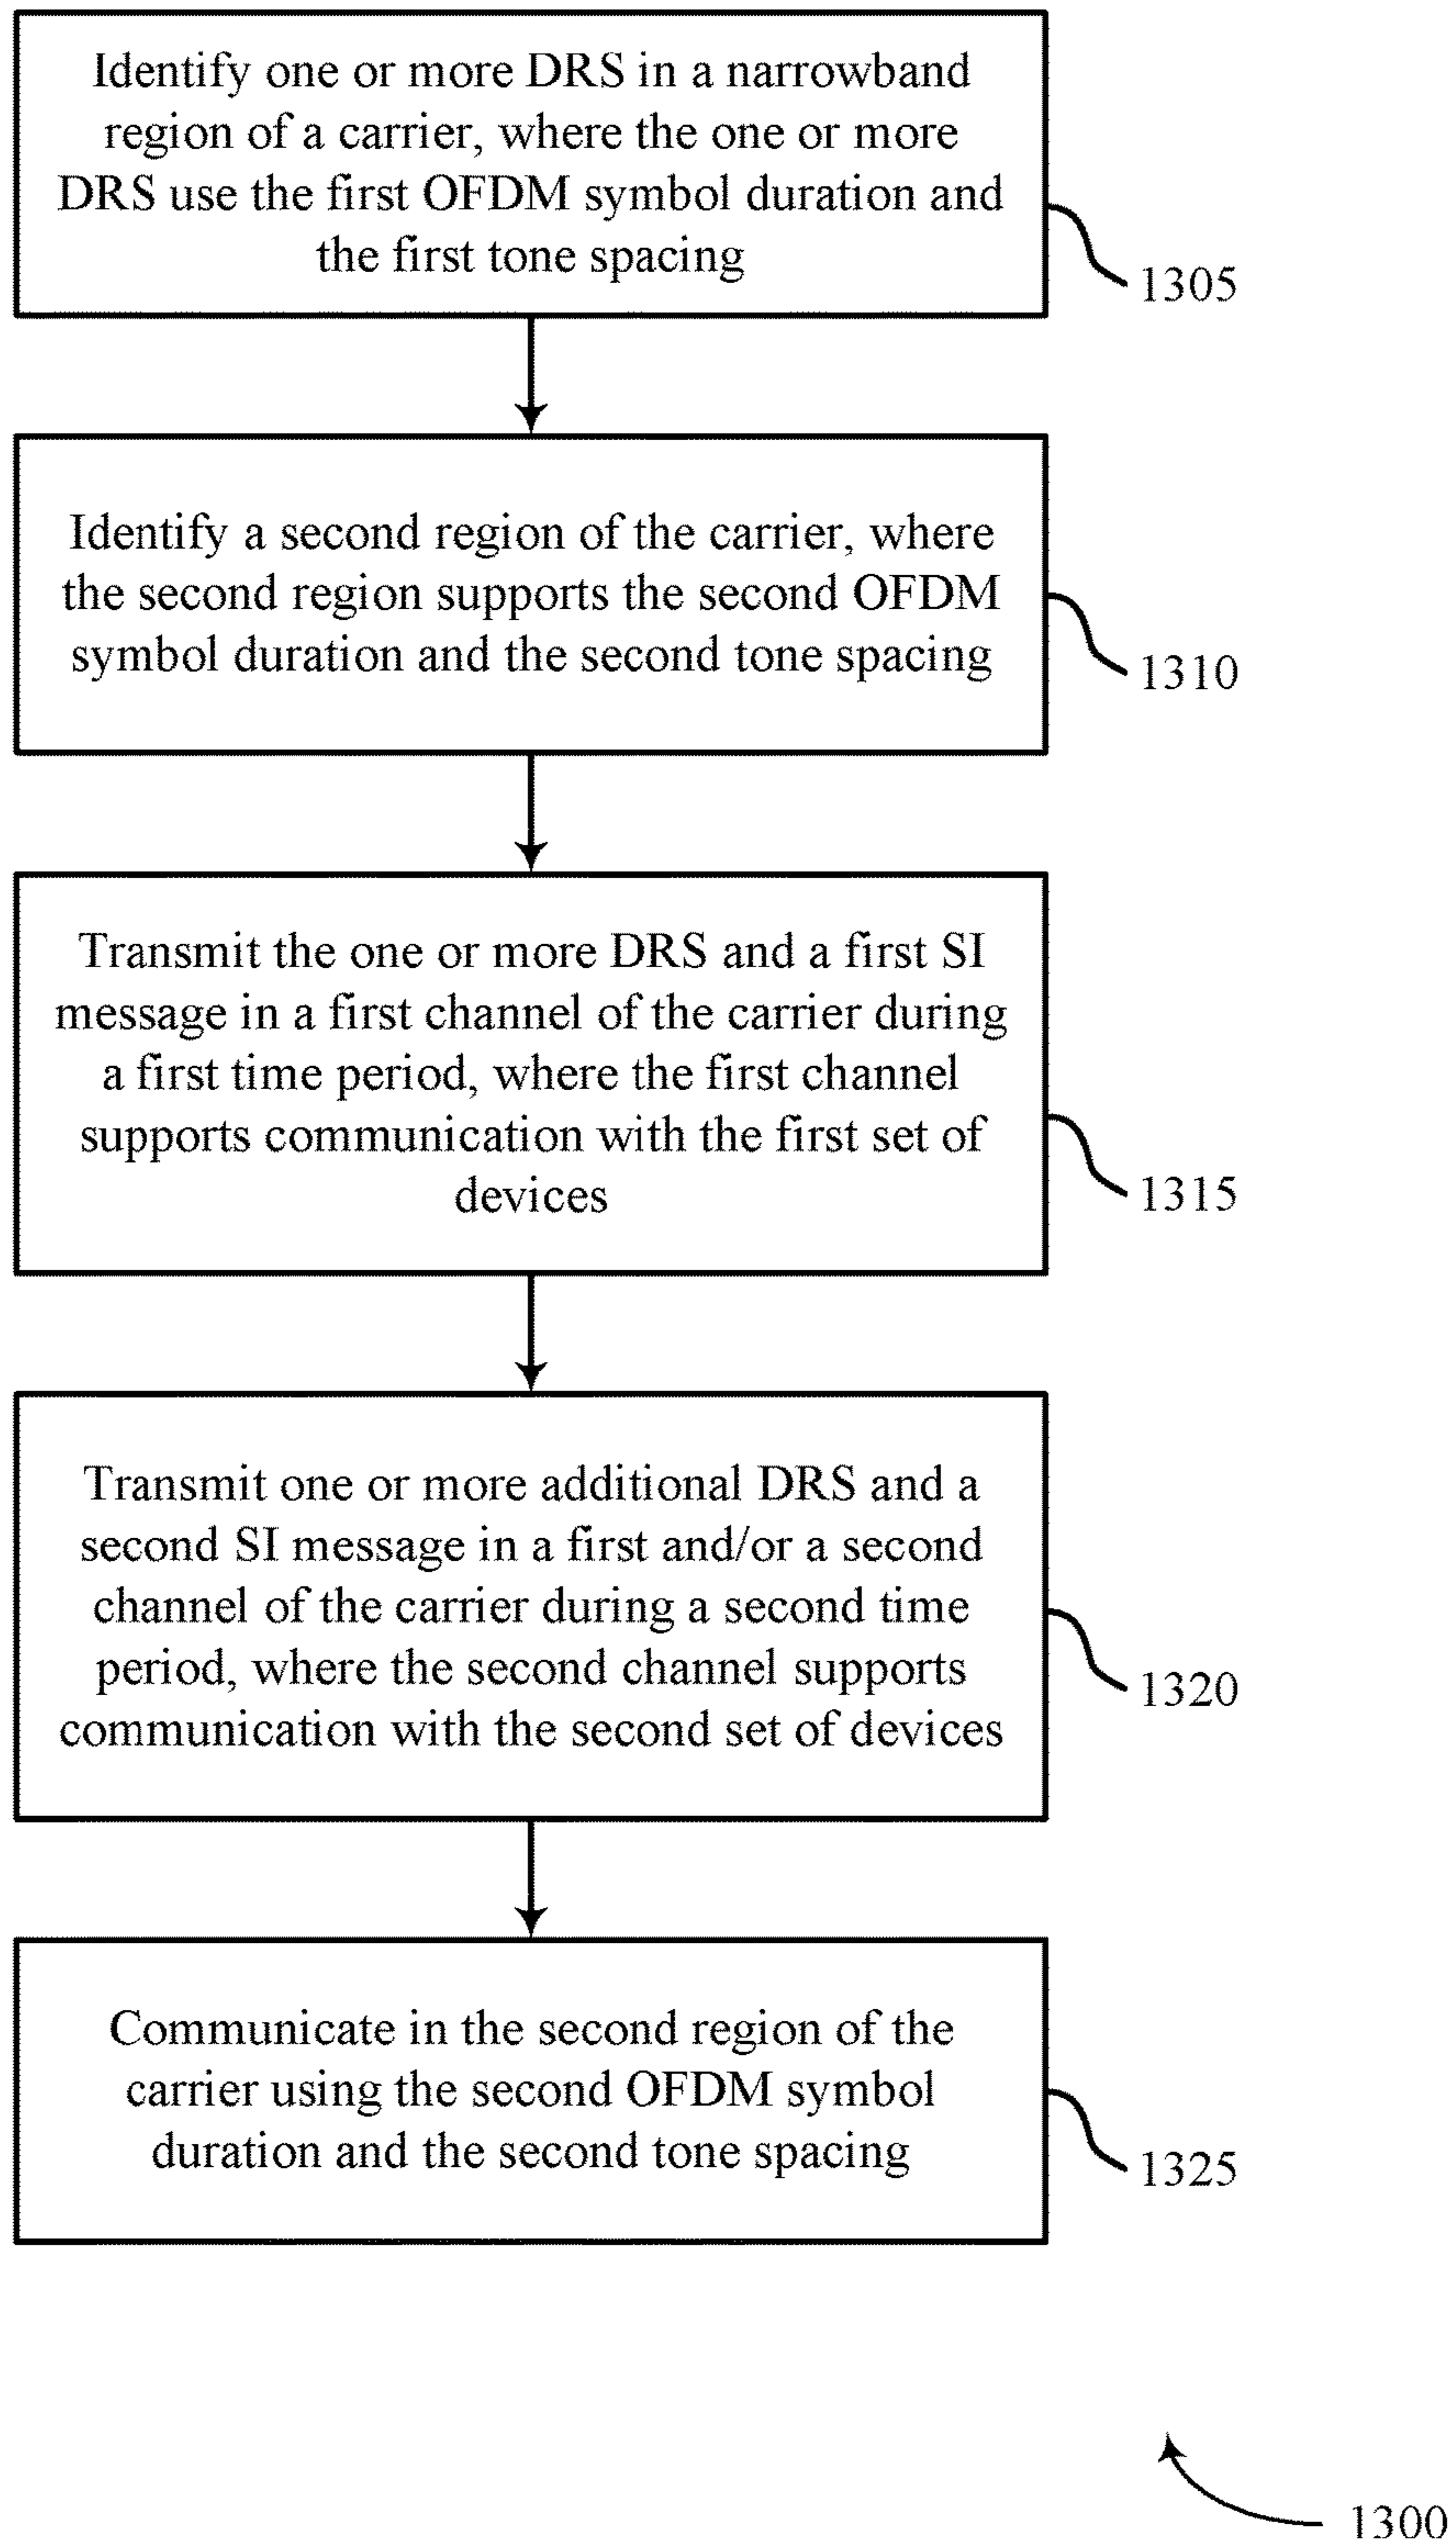 Identify one or more DRS in a narrowband
region of a carrier, where the one or more
DRS use the first OFDM symbol duration and
the first tone spacing
1305
Identify a second region of the carrier, where
the second region supports the second OFDM
symbol duration and the second tone spacing
1310
Transmit the one or more DRS and a first SI
message in a first channel of the carrier during
a first time period, where the first channel
supports communication with the first set of
devices
1315
Transmit one or more additional DRS and a
second SI message in a first and/or a second
channel of the carrier during a second time
period, where the second channel supports
communication with the second set of devices
1320
Communicate in the second region of the
carrier using the second OFDM symbol
duration and the second tone spacing
1325
1300